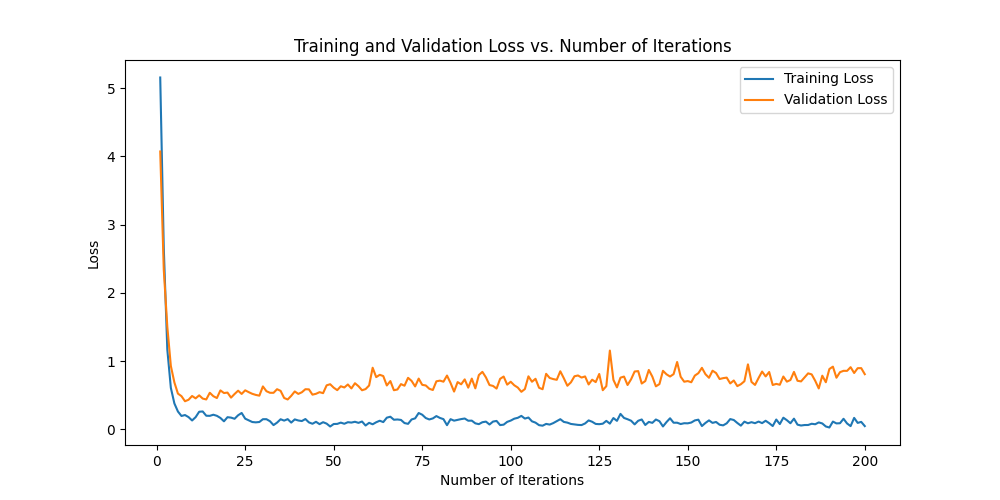 Training and Validation Loss vs. Number of Iterations
Training Loss
Validation Loss
5
4
3
2
1
0
Loss
0 25 50 75 100 125 150 175 200
Number of Iterations